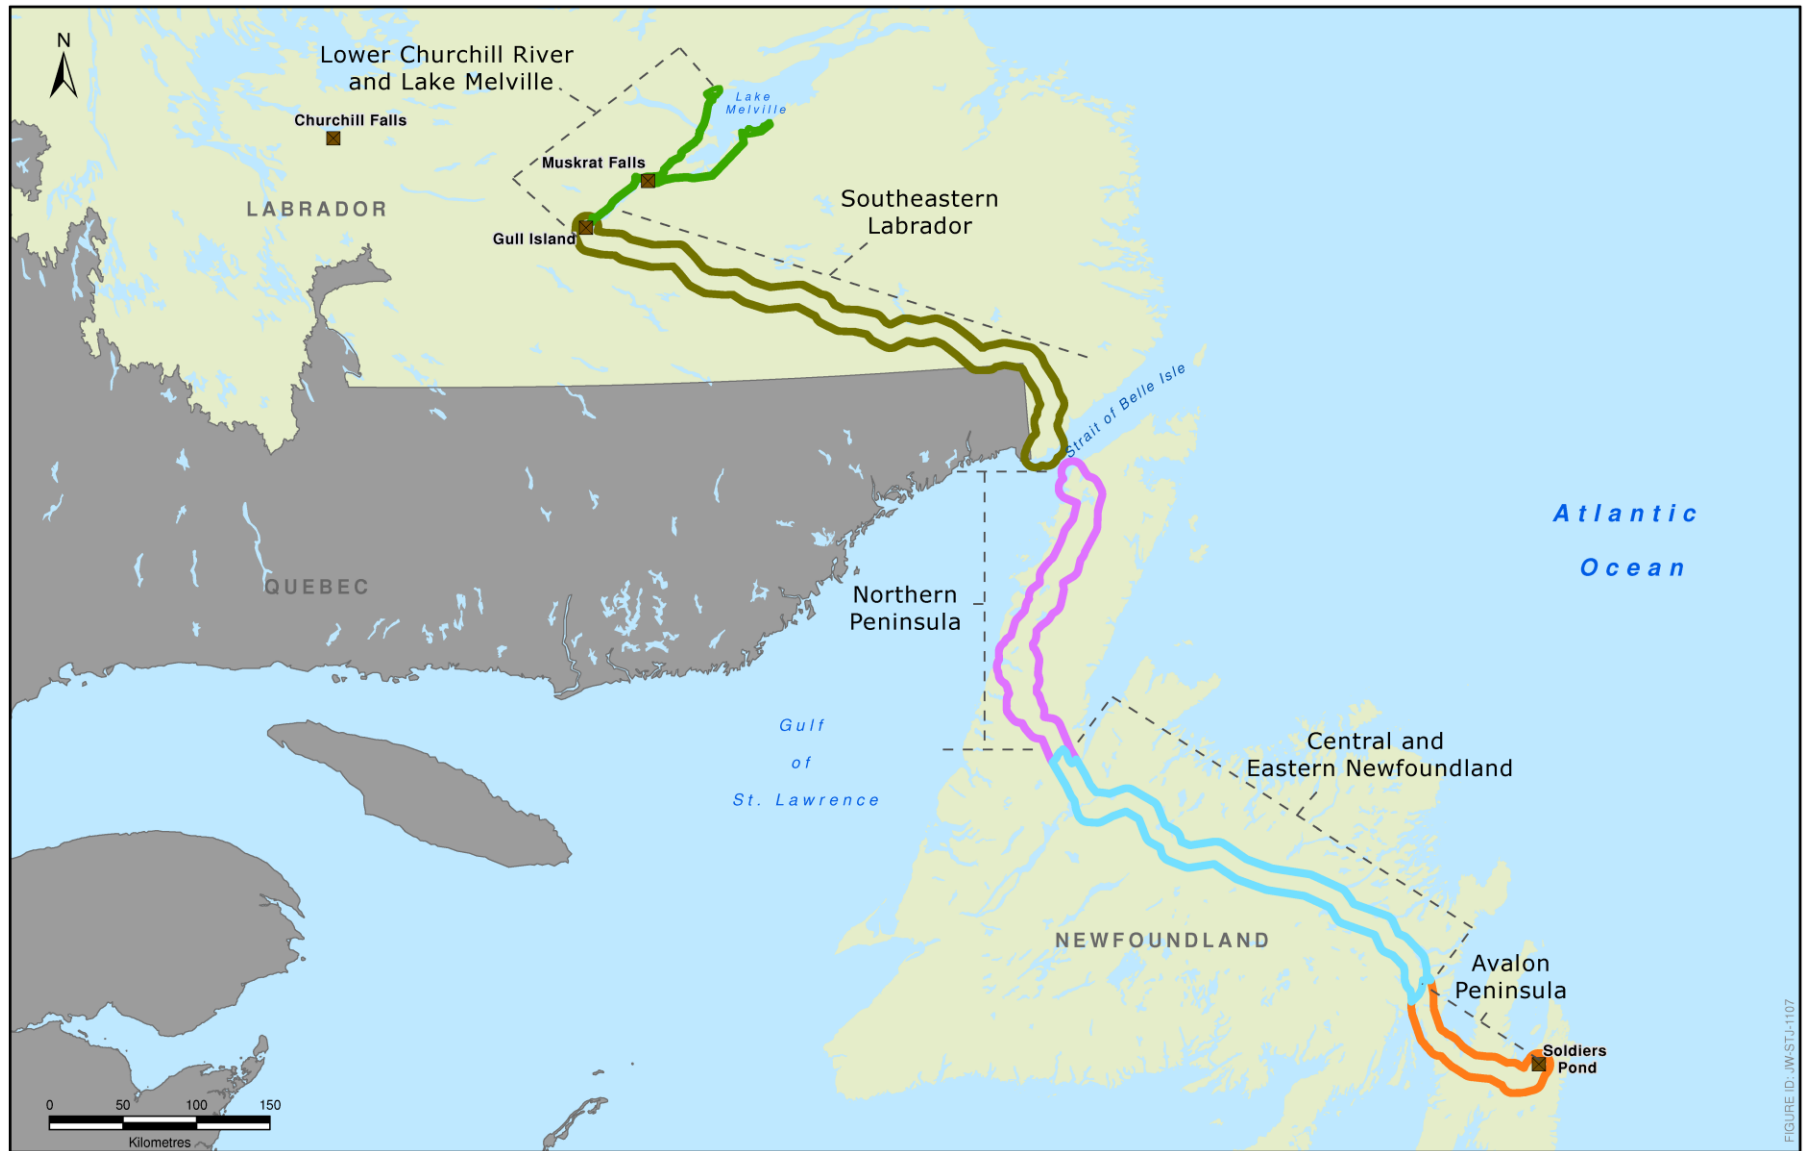 N
Lower Churchill River
and Lake Melville
Lake
Melville
Churchill Falls
Muskrat Falls
LABRADOR
Southeastern
Labrador
Gull Island
Strait of Belle Isle
Atlantic
Ocean
QUEBEC
Northern
Peninsula
Gulf
of
St. Lawrence
Central and
Eastern Newfoundland
NEWFOUNDLAND
Avalon
Peninsula
Soldiers
Pond
0 50 100 150
Kilometres
FIGURE ID: JW-STJ-1107